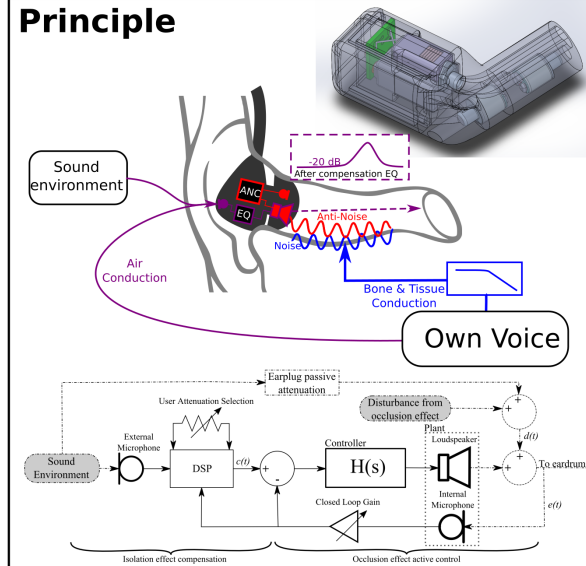 Principle
-20 dB
After compensation EQ
Sound
environment
ANC
EQ
Anti-Noise
Noise
Air
Conduction
Bone & Tissue
Conduction
Own Voice
Earplug passive
attenuation
User Attenuation Selection
Disturbance from
occlusion effect
+
+
Plant
d(t)
External
Microphone
Controller
Loudspeaker
+
Sound
Environment
DSP
c(t)
+
-
H(s)
+
To eardrum
Internal
Microphone
e(t)
Closed Loop Gain
Isolation effect compensation
Occlusion effect active control